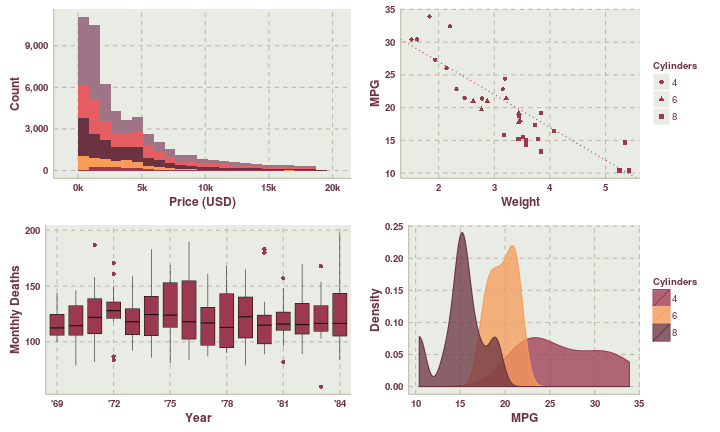 9,000
6,000
3,000
0
Count
0k 5k 10k 15k 20k
Price (USD)
35
30
25
20
15
10
MPG
2 3 4 5
Weight
Cylinders
4
6
8
200
150
100
Monthly Deaths
'69 '72 '75 '78 '81 '84
Year
0.25
0.20
0.15
0.10
0.05
0.00
Density
10 15 20 25 30 35
MPG
Cylinders
4
6
8